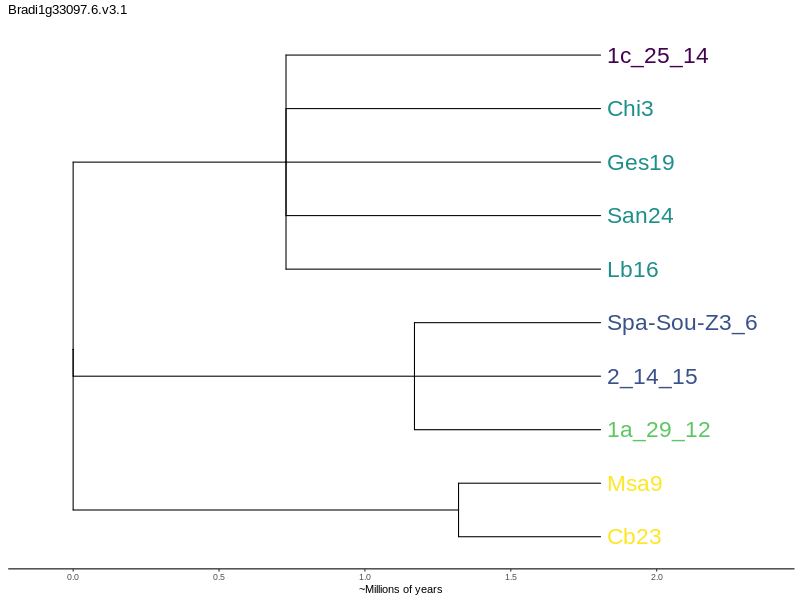 Bradi1g33097.6.v3.1
1c_25_14
Chi3
Ges19
San24
Lb16
Spa-Sou-Z3_6
2_14_15
1a_29_12
Msa9
Cb23
0.0 0.5 1.0 1.5 2.0
~Millions of years